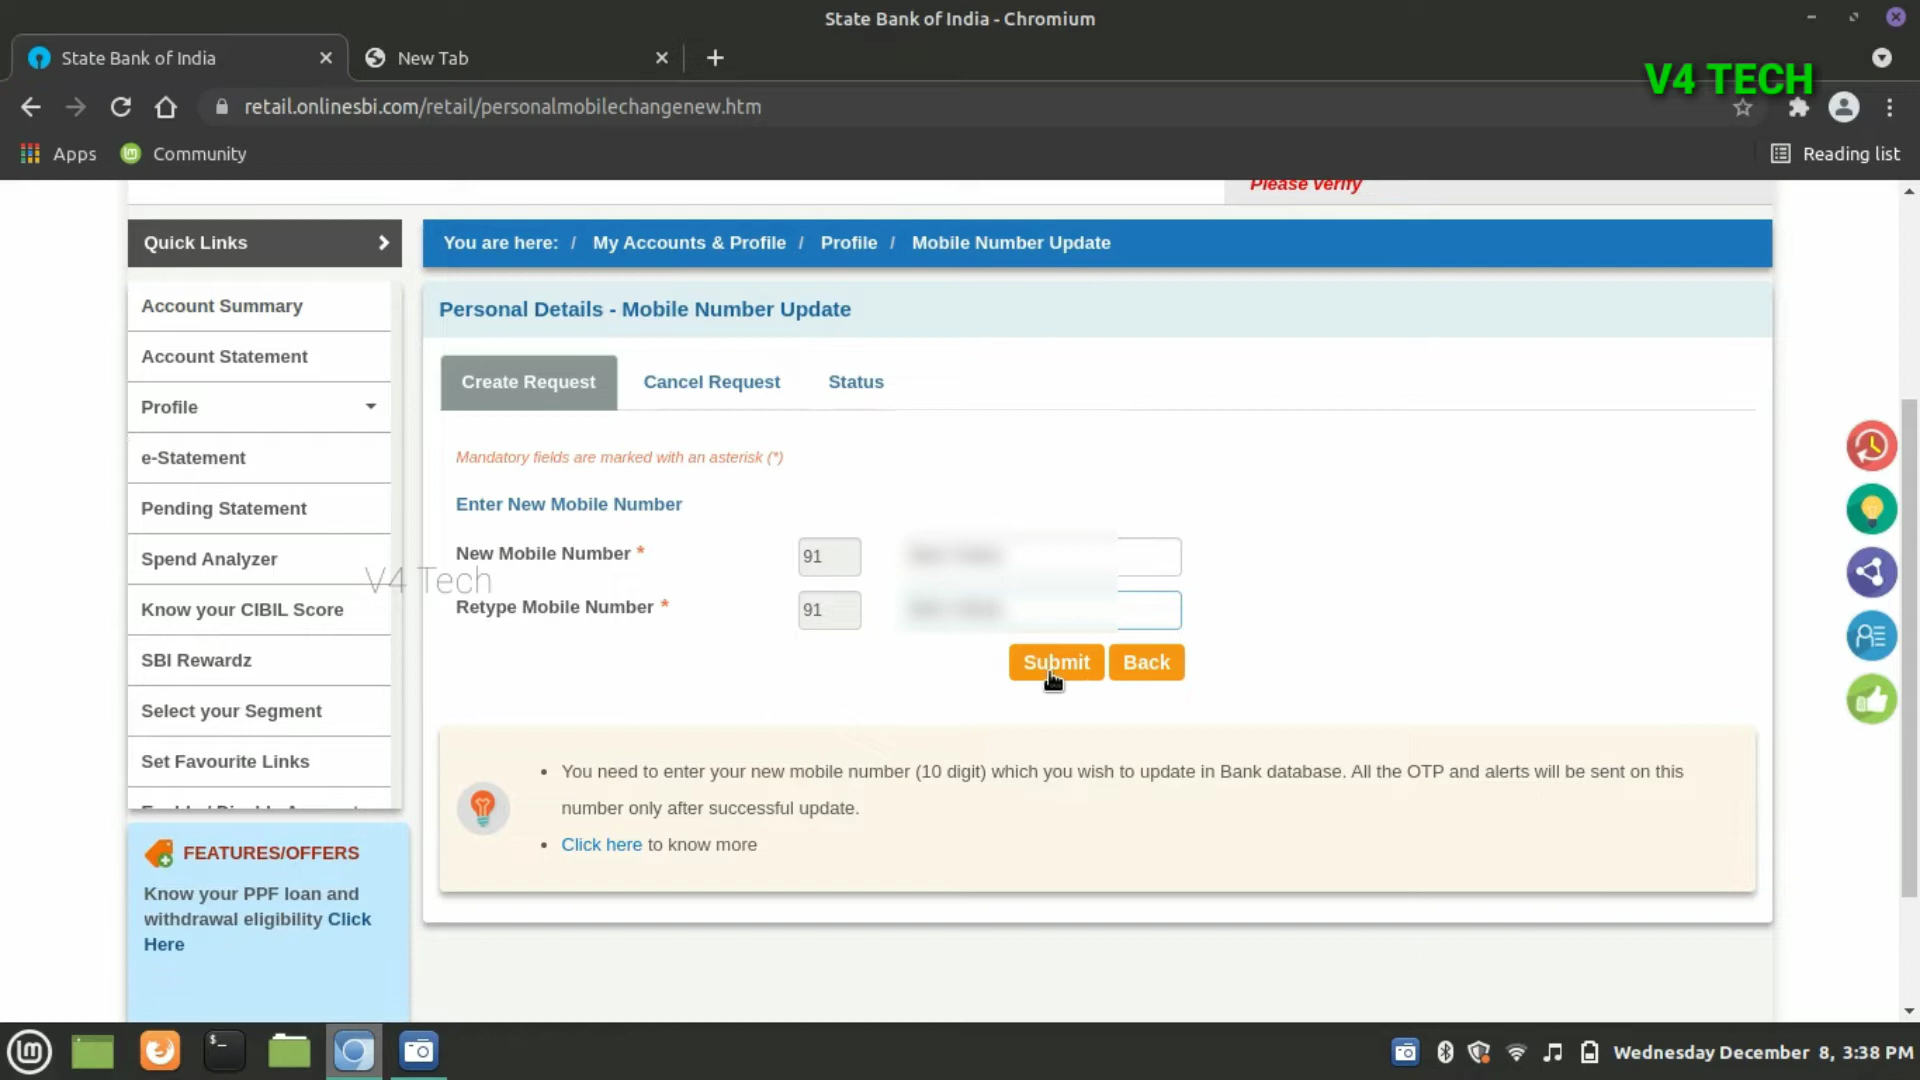 State Bank of India - Chromium
State Bank of India
New Tab
V4 TECH
retail.onlinesbi.com/retail/personalmobilechangenew.htm
Apps
Community
Reading list
Please verify
Quick Links
You are here: / My Accounts & Profile / Profile / Mobile Number Update
Account Summary
Account Statement
Profile
e-Statement
Pending Statement
Spend Analyzer
Know your CIBIL Score
SBI Rewardz
Select your Segment
Set Favourite Links
Personal Details - Mobile Number Update
Create Request
Cancel Request
Status
Mandatory fields are marked with an asterisk (*)
Enter New Mobile Number
New Mobile Number *
91
V4 Tech
Retype Mobile Number *
91
Submit
Back
• You need to enter your new mobile number (10 digit) which you wish to update in Bank database. All the OTP and alerts will be sent on this
number only after successful update.
• Click here to know more
FEATURES/OFFERS
Know your PPF loan and
withdrawal eligibility Click
Here
Wednesday December 8, 3:38 PM